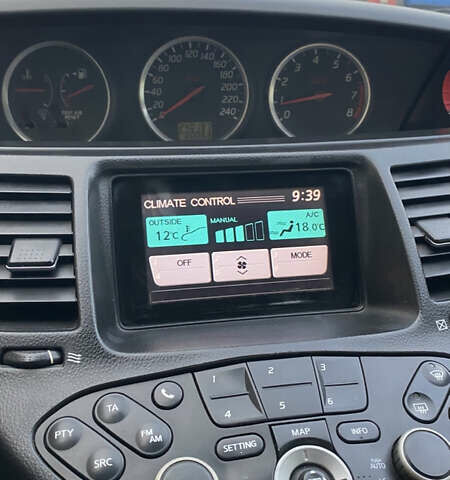 20 40 60 80 100 120 140 160 180 200 220 240
0 1 2 3 4 5 6 7 8
CLIMATE CONTROL 9:39
OUTSIDE MANUAL A/C
12°C 18.0°C
OFF MODE
1 2 3
4 5 6
TA
PTY FM AM
SRC SETTING MAP INFO
PUSH AUTO